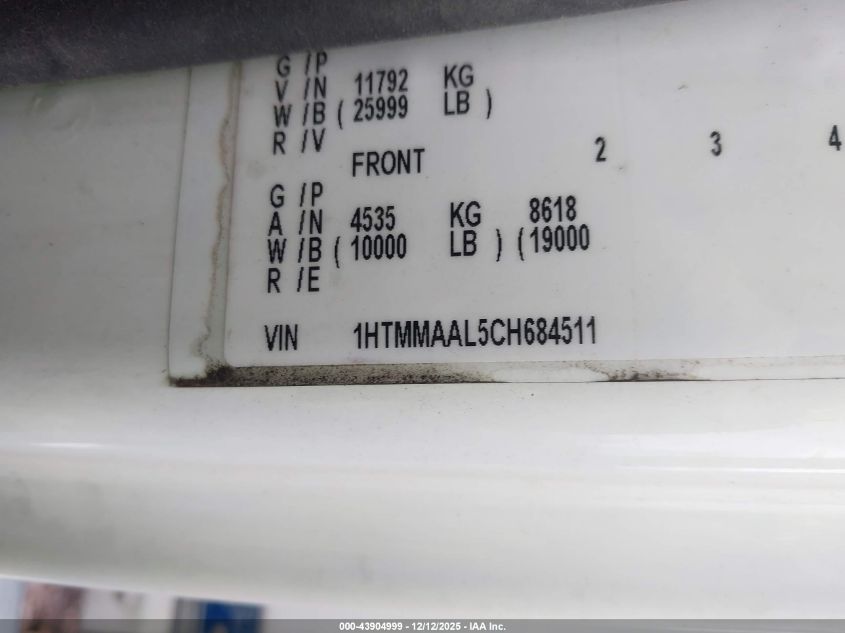 G /P
V /N 11792 KG
W /B ( 25999 LB )
R /V
FRONT 2 3 4
G /P
A /N 4535 KG 8618
W /B ( 10000 LB ) ( 19000
R /E
VIN 1HTMMAAL5CH684511
000-43904999 - 12/12/2025 - IAA Inc.